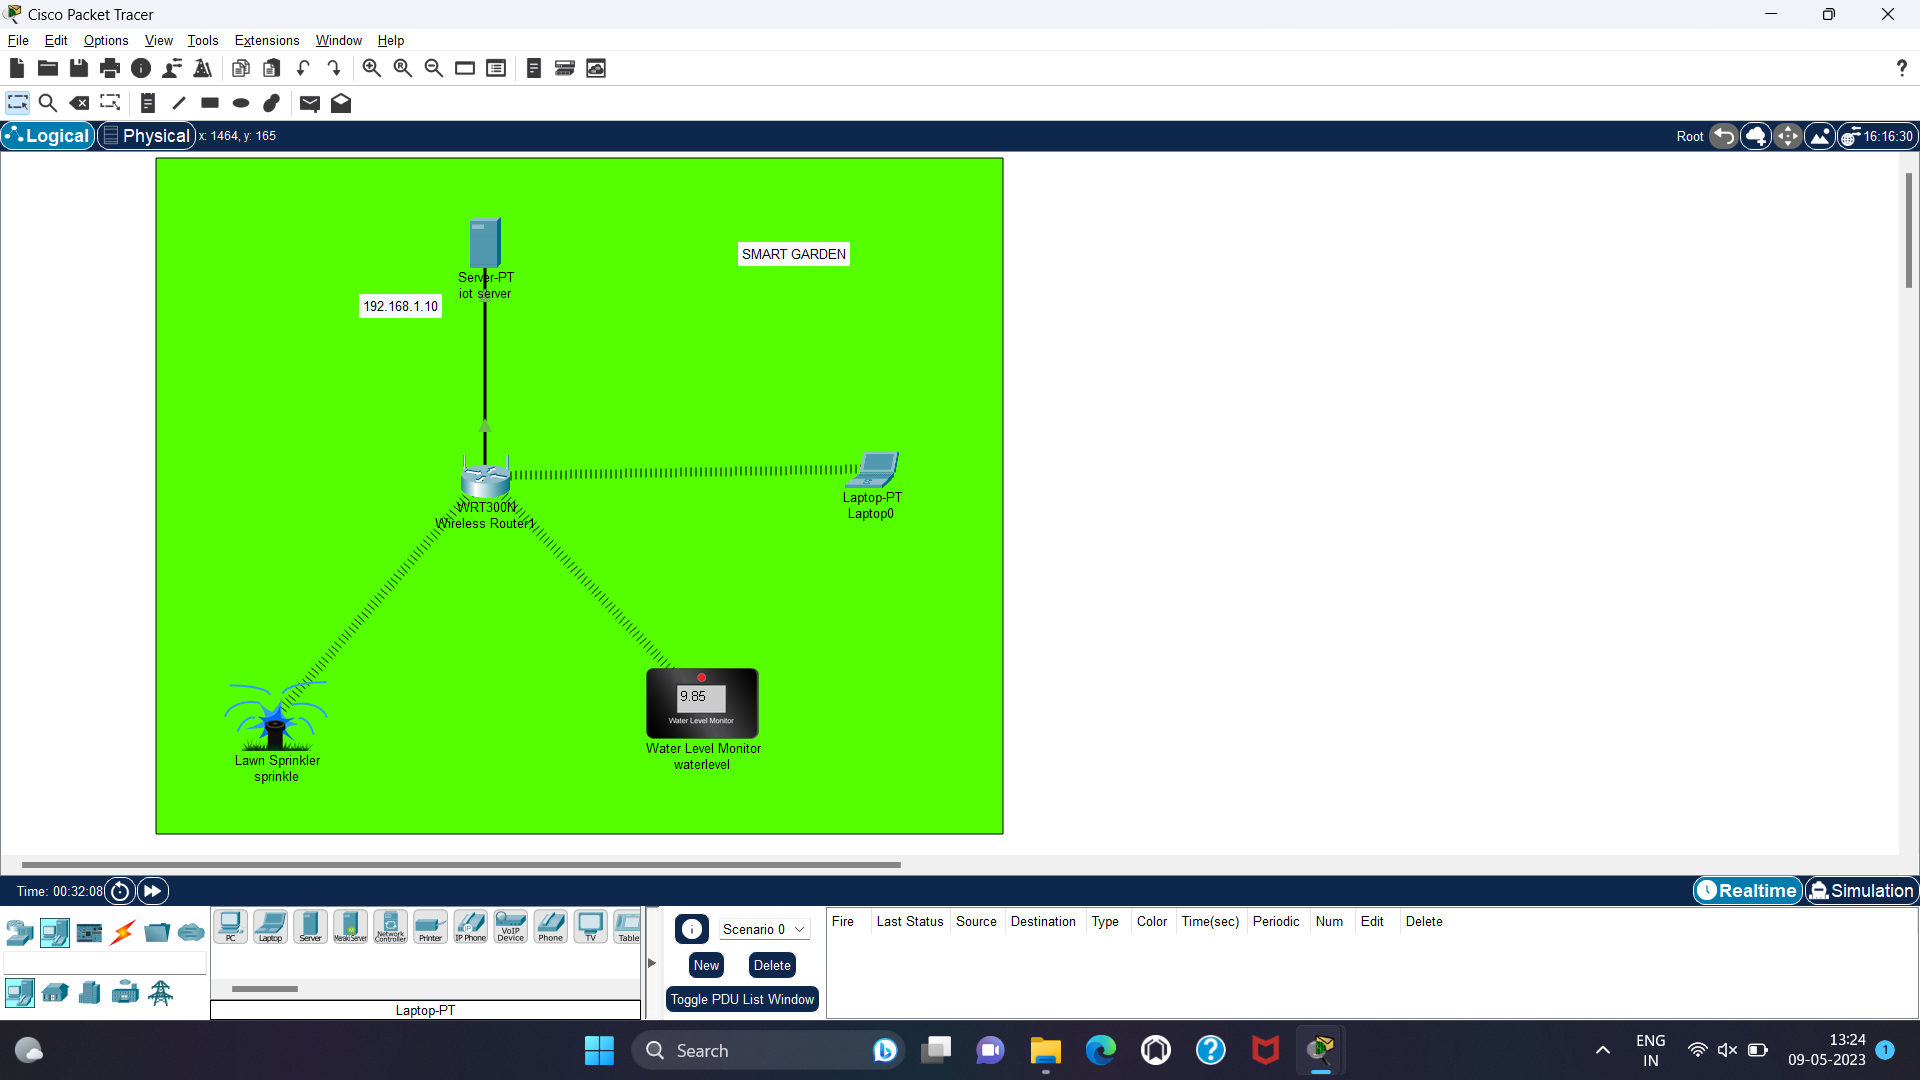 Cisco Packet Tracer
File Edit Options View Tools Extensions Window Help
?
Logical Physical x: 1464, y: 165 Root 16:16:30
SMART GARDEN
Server-PT
iot server
192.168.1.10
WRT300N
Wireless Router1
Laptop-PT
Laptop0
9.85
Water Level Monitor
Water Level Monitor
waterlevel
Lawn Sprinkler
sprinkle
Time: 00:32:08 Realtime Simulation
PC Laptop Server Meraki Server Network Controller Printer IP Phone VoIP Device Phone TV Table
Laptop-PT
Scenario 0
New Delete
Toggle PDU List Window
Fire Last Status Source Destination Type Color Time(sec) Periodic Num Edit Delete
Search
ENG
IN
13:24
09-05-2023
1